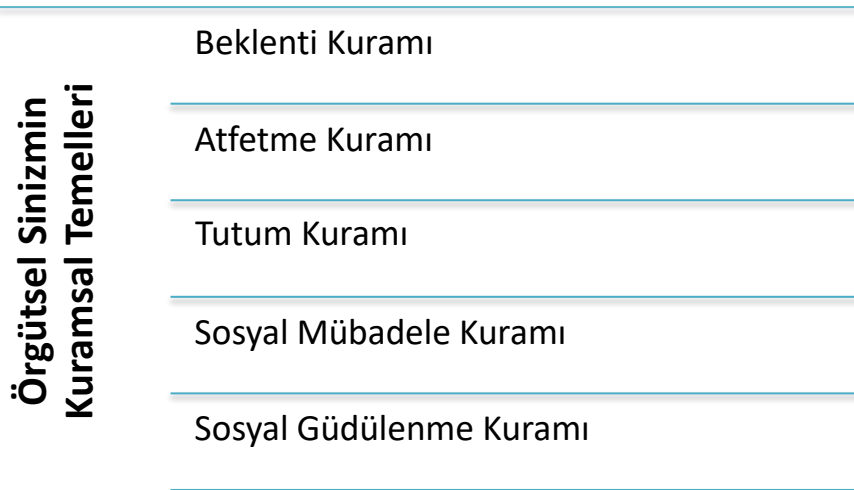 Örgütsel Sinizmin
Kuramsal Temelleri
Beklenti Kuramı
Atfetme Kuramı
Tutum Kuramı
Sosyal Mübadele Kuramı
Sosyal Güdülenme Kuramı